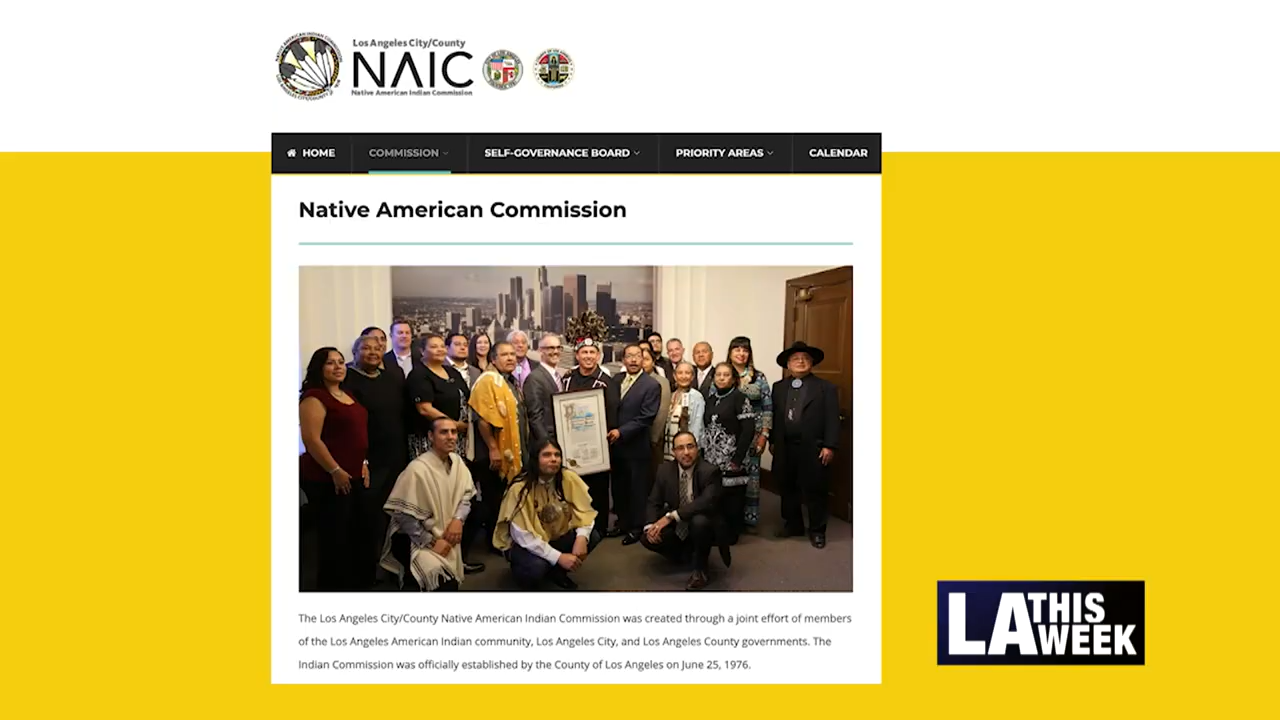 Los Angeles City/County
NAIC
Native American Indian Commission
HOME
COMMISSION
SELF-GOVERNANCE BOARD
PRIORITY AREAS
CALENDAR
Native American Commission
The Los Angeles City/County Native American Indian Commission was created through a joint effort of members
of the Los Angeles American Indian community, Los Angeles City, and Los Angeles County governments. The
Indian Commission was officially established by the County of Los Angeles on June 25, 1976.
LA THIS
WEEK